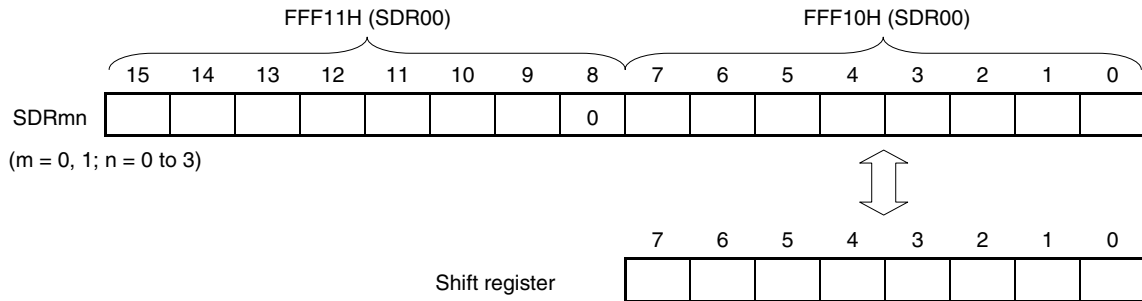 FFF11H (SDR00) FFF10H (SDR00)
15 14 13 12 11 10 9 8 7 6 5 4 3 2 1 0
SDRmn 0
(m = 0, 1; n = 0 to 3)
7 6 5 4 3 2 1 0
Shift register